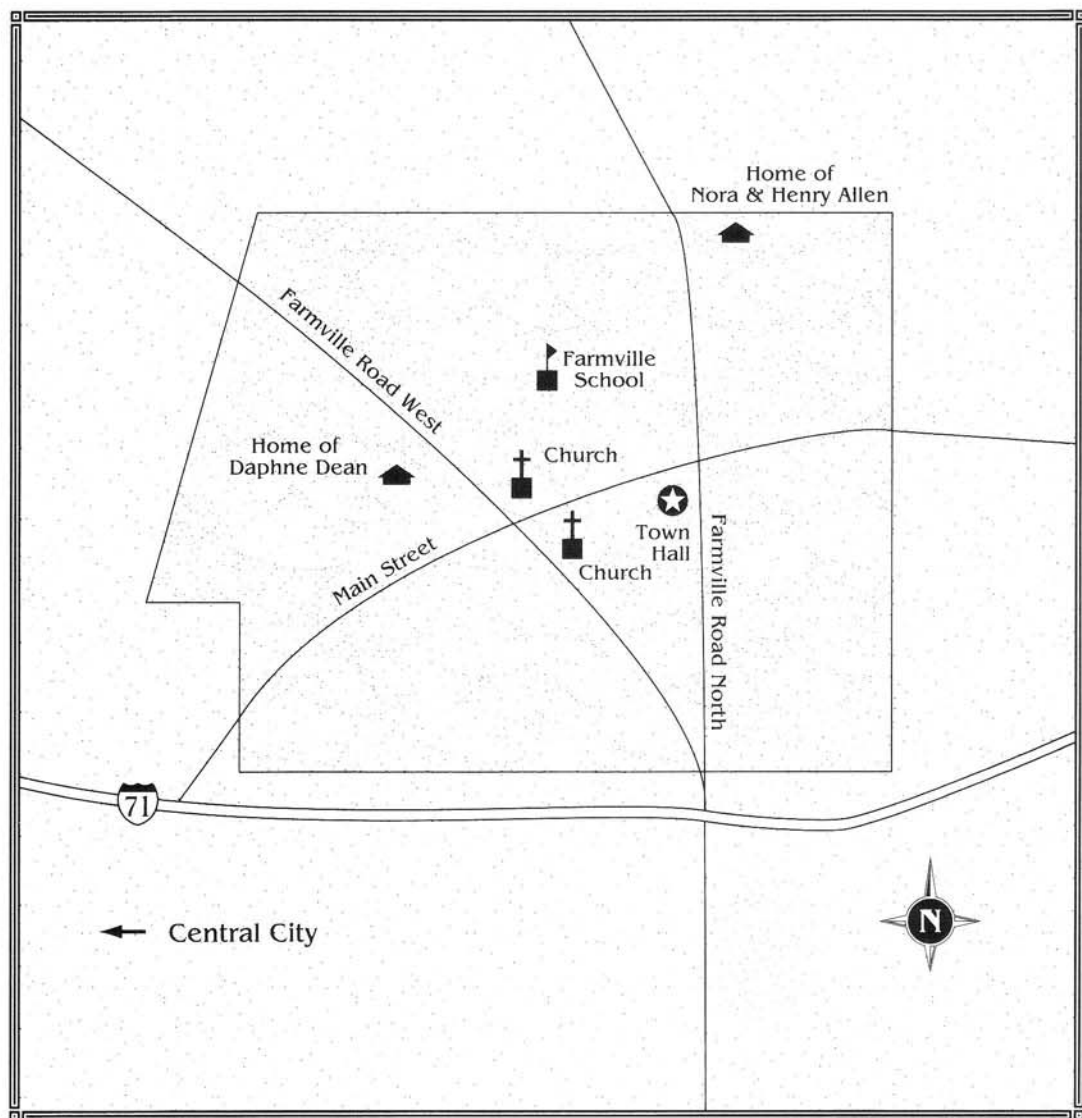 Home of
Nora & Henry Allen
Farmville Road West
Farmville
School
Home of
Daphne Dean
Church
Town
Hall
Church
Main Street
Farmville Road North
71
Central City
N